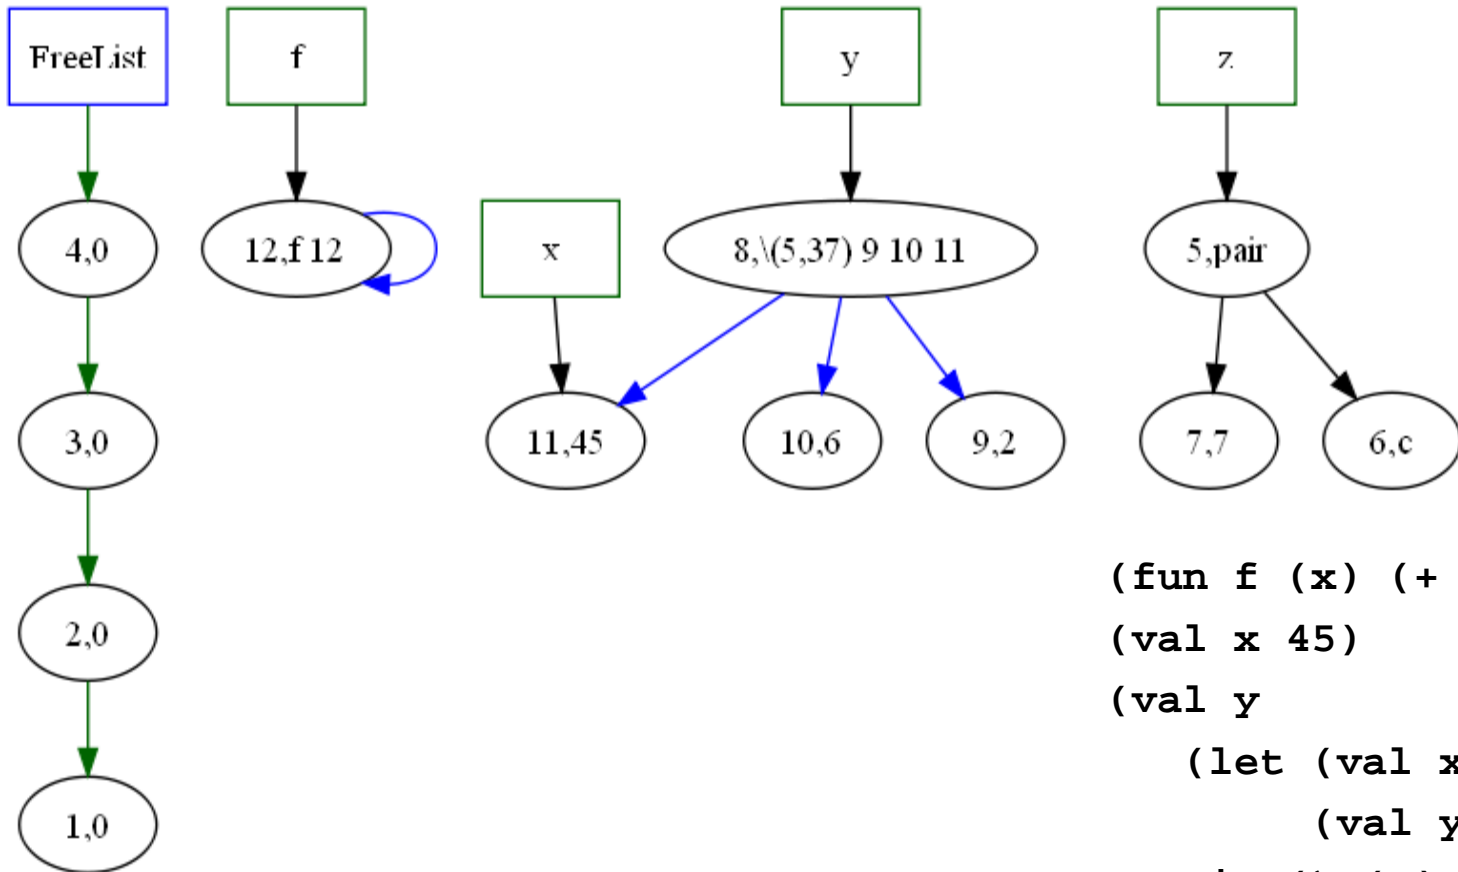 FreeList
f
y
z
4,0
12,f 12
x
8,\(5,37) 9 10 11
5,pair
3,0
11,45
10,6
9,2
7,7
6,c
2,0
1,0
(fun f (x) (+
(val x 45)
(val y
(let (val x
(val y